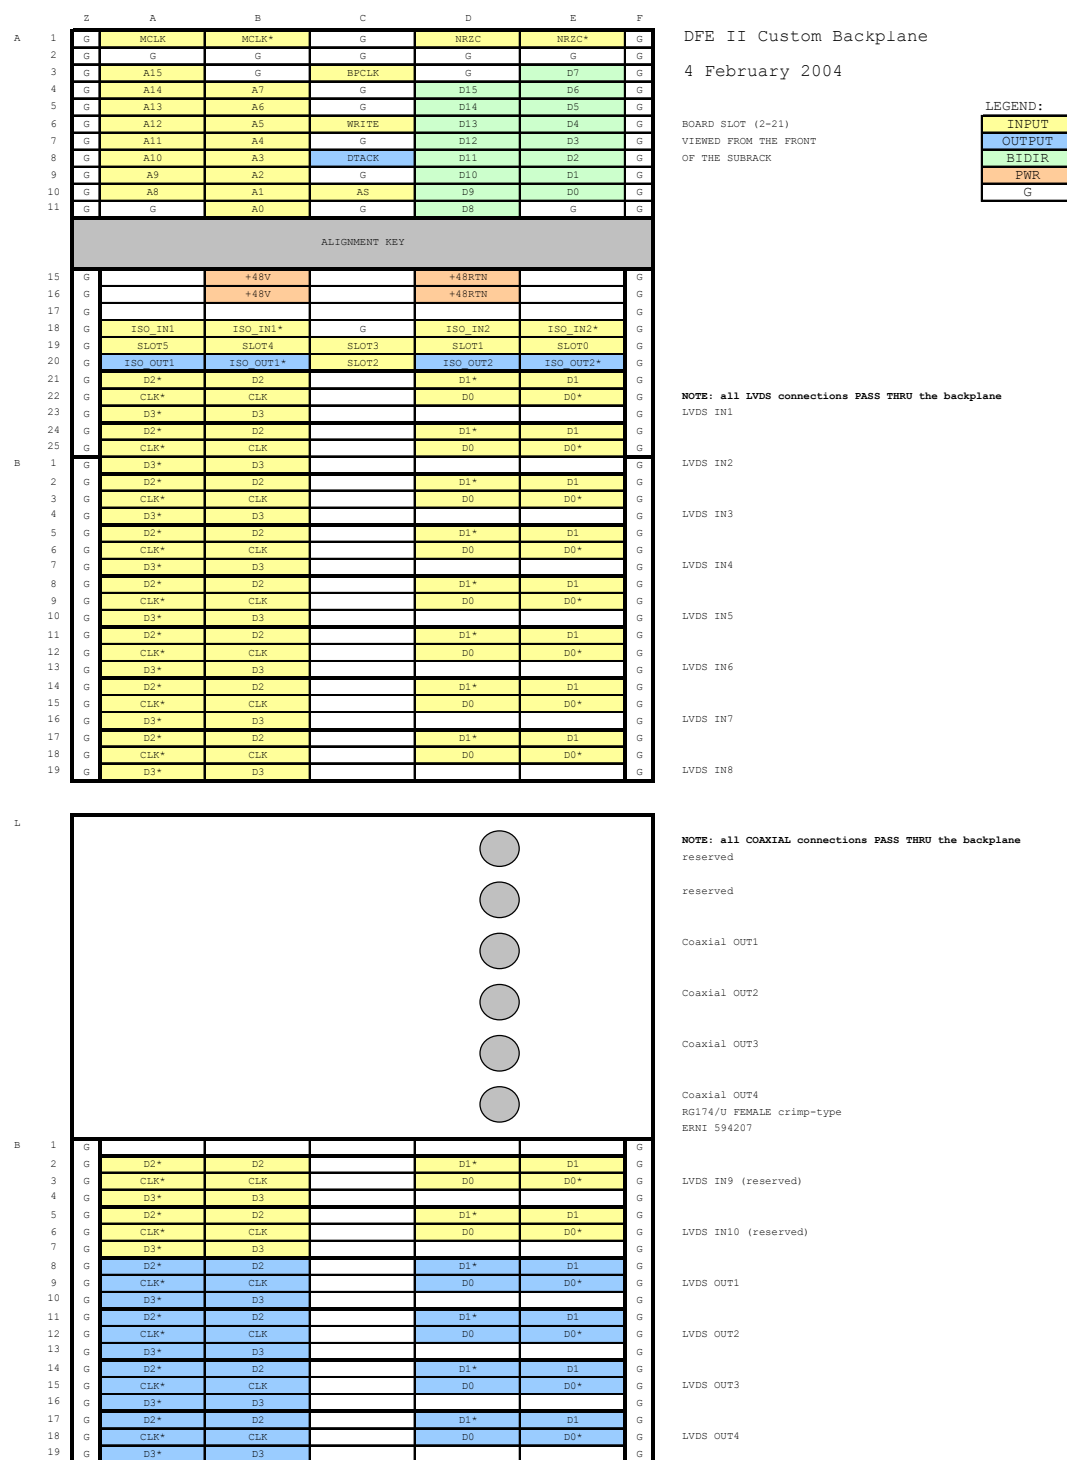 Z A B C D E F
A 1 G MCLK MCLK* G NRZC NRZC* G DFE II Custom Backplane
2 G G G G G G G
3 G A15 G BPCLK G D7 G 4 February 2004
4 G A14 A7 G D15 D6 G
5 G A13 A6 G D14 D5 G LEGEND:
6 G A12 A5 WRITE D13 D4 G BOARD SLOT (2-21) INPUT
7 G A11 A4 G D12 D3 G VIEWED FROM THE FRONT OUTPUT
8 G A10 A3 DTACK D11 D2 G OF THE SUBRACK BIDIR
9 G A9 A2 G D10 D1 G PWR
10 G A8 A1 AS D9 D0 G G
11 G G A0 G D8 G G
ALIGNMENT KEY
15 G +48V +48RTN G
16 G +48V +48RTN G
17 G G
18 G ISO_IN1 ISO_IN1* G ISO_IN2 ISO_IN2* G
19 G SLOT5 SLOT4 SLOT3 SLOT1 SLOT0 G
20 G ISO_OUT1 ISO_OUT1* SLOT2 ISO_OUT2 ISO_OUT2* G
21 G D2* D2 D1* D1 G
22 G CLK* CLK D0 D0* G NOTE: all LVDS connections PASS THRU the backplane
23 G D3* D3 G LVDS IN1
24 G D2* D2 D1* D1 G
25 G CLK* CLK D0 D0* G
B 1 G D3* D3 G LVDS IN2
2 G D2* D2 D1* D1 G
3 G CLK* CLK D0 D0* G
4 G D3* D3 G LVDS IN3
5 G D2* D2 D1* D1 G
6 G CLK* CLK D0 D0* G
7 G D3* D3 G LVDS IN4
8 G D2* D2 D1* D1 G
9 G CLK* CLK D0 D0* G
10 G D3* D3 G LVDS IN5
11 G D2* D2 D1* D1 G
12 G CLK* CLK D0 D0* G
13 G D3* D3 G LVDS IN6
14 G D2* D2 D1* D1 G
15 G CLK* CLK D0 D0* G
16 G D3* D3 G LVDS IN7
17 G D2* D2 D1* D1 G
18 G CLK* CLK D0 D0* G
19 G D3* D3 G LVDS IN8
L
NOTE: all COAXIAL connections PASS THRU the backplane
reserved
reserved
Coaxial OUT1
Coaxial OUT2
Coaxial OUT3
Coaxial OUT4
RG174/U FEMALE crimp-type
ERNI 594207
B 1 G G
2 G D2* D2 D1* D1 G
3 G CLK* CLK D0 D0* G LVDS IN9 (reserved)
4 G D3* D3 G
5 G D2* D2 D1* D1 G
6 G CLK* CLK D0 D0* G LVDS IN10 (reserved)
7 G D3* D3 G
8 G D2* D2 D1* D1 G
9 G CLK* CLK D0 D0* G LVDS OUT1
10 G D3* D3 G
11 G D2* D2 D1* D1 G
12 G CLK* CLK D0 D0* G LVDS OUT2
13 G D3* D3 G
14 G D2* D2 D1* D1 G
15 G CLK* CLK D0 D0* G LVDS OUT3
16 G D3* D3 G
17 G D2* D2 D1* D1 G
18 G CLK* CLK D0 D0* G LVDS OUT4
19 G D3* D3 G